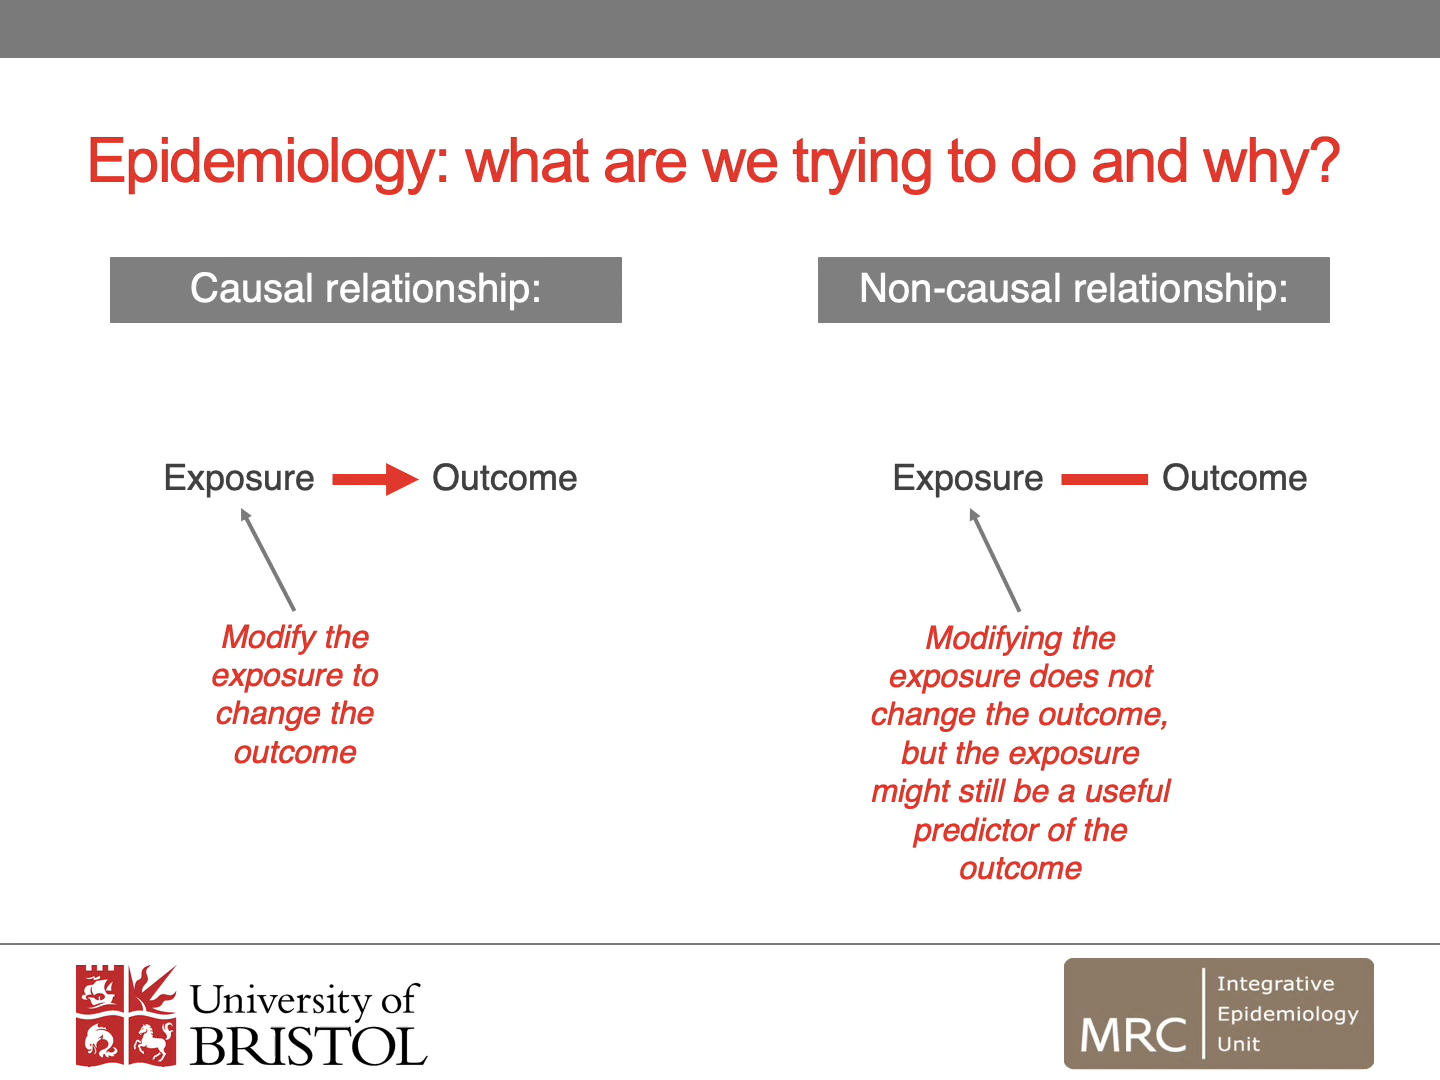 Epidemiology: what are we trying to do and why?
Causal relationship:
Non-causal relationship:
Exposure
Outcome
Exposure
Outcome
Modify the
exposure to
change the
outcome
Modifying the
exposure does not
change the outcome,
but the exposure
might still be a useful
predictor of the
outcome
University of
BRISTOL
MRC
Integrative
Epidemiology
Unit